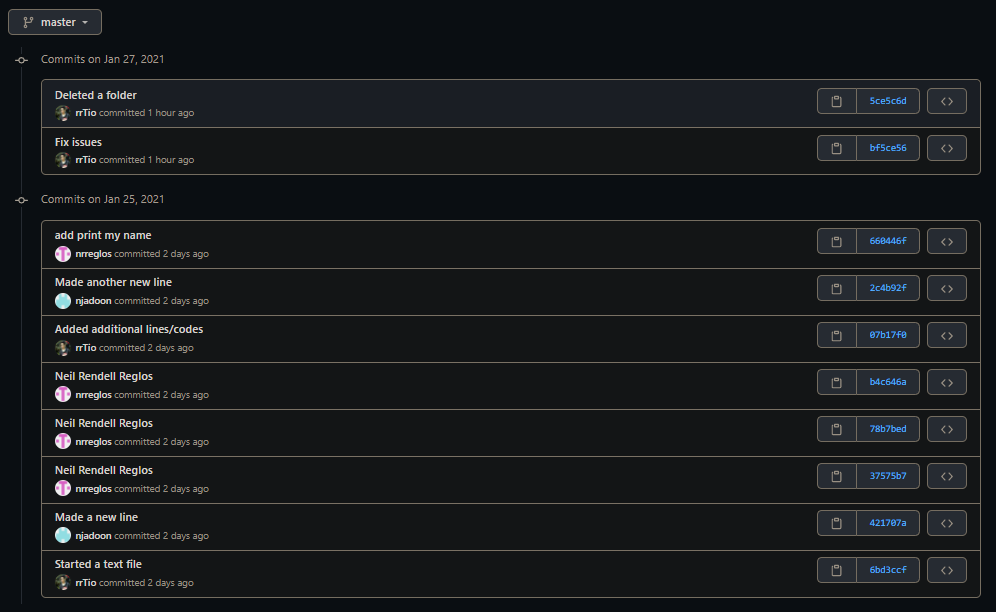 master
Commits on Jan 27, 2021
Deleted a folder
5ce5c6d
rrTio committed 1 hour ago
Fix issues
bf5ce56
rrTio committed 1 hour ago
Commits on Jan 25, 2021
add print my name
660446f
nrreglos committed 2 days ago
Made another new line
2c4b92f
njadoon committed 2 days ago
Added additional lines/codes
07b17f0
rrTio committed 2 days ago
Neil Rendell Reglos
b4c646a
nrreglos committed 2 days ago
Neil Rendell Reglos
78b7bed
nrreglos committed 2 days ago
Neil Rendell Reglos
37575b7
nrreglos committed 2 days ago
Made a new line
421707a
njadoon committed 2 days ago
Started a text file
6bd3ccf
rrTio committed 2 days ago